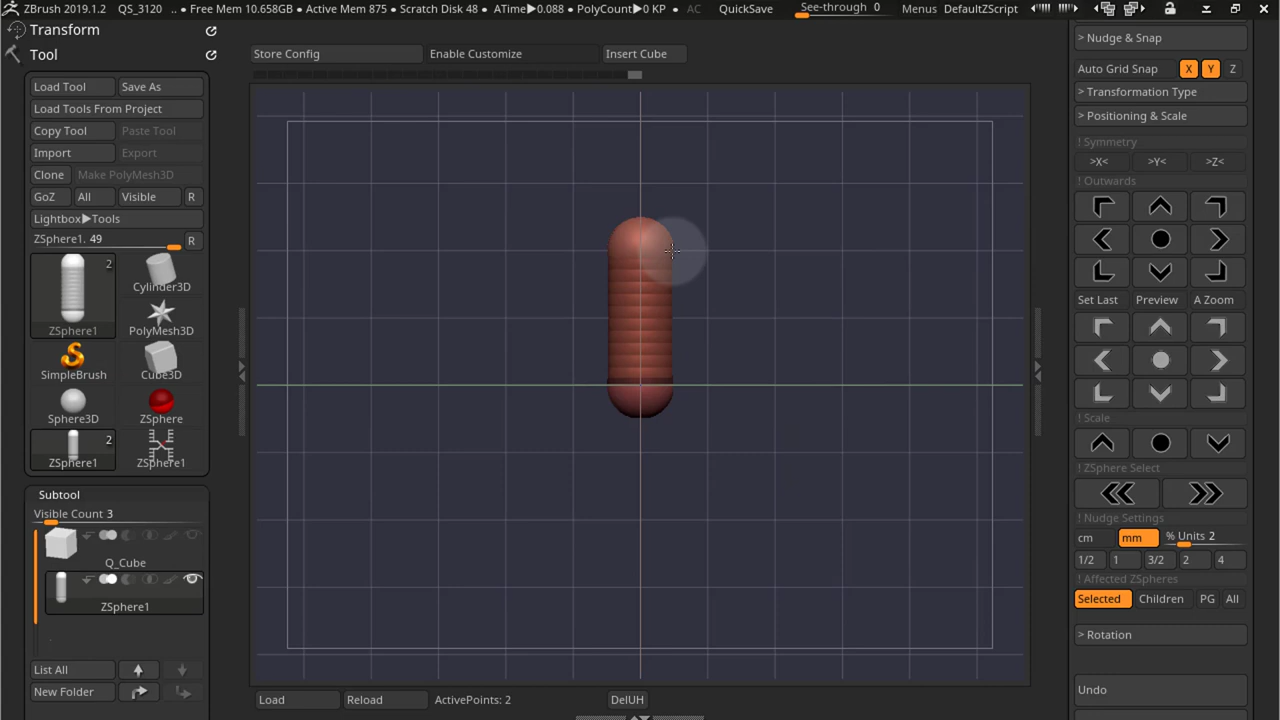 ZBrush 2019.1.2 QS_3120 .. • Free Mem 10.658GB • Active Mem 875 • Scratch Disk 48 • ATime▶0.088 • PolyCount▶0 KP • AC QuickSave See-through 0 Menus DefaultZScript
Transform
Tool
Load Tool Save As
Load Tools From Project
Copy Tool Paste Tool
Import Export
Clone Make PolyMesh3D
GoZ All Visible R
Lightbox▶Tools
ZSphere1. 49 R
2
ZSphere1 Cylinder3D
PolyMesh3D
SimpleBrush Cube3D
Sphere3D ZSphere
2
ZSphere1 ZSphere1
Subtool
Visible Count 3
Q_Cube
ZSphere1
List All
New Folder
Store Config Enable Customize Insert Cube
Load Reload ActivePoints: 2 DelUH
> Nudge & Snap
Auto Grid Snap X Y Z
> Transformation Type
> Positioning & Scale
! Symmetry
>X< >Y< >Z<
! Outwards
Set Last Preview A Zoom
! Scale
! ZSphere Select
! Nudge Settings
cm mm % Units 2
1/2 1 3/2 2 4
! Affected ZSpheres
Selected Children PG All
> Rotation
Undo